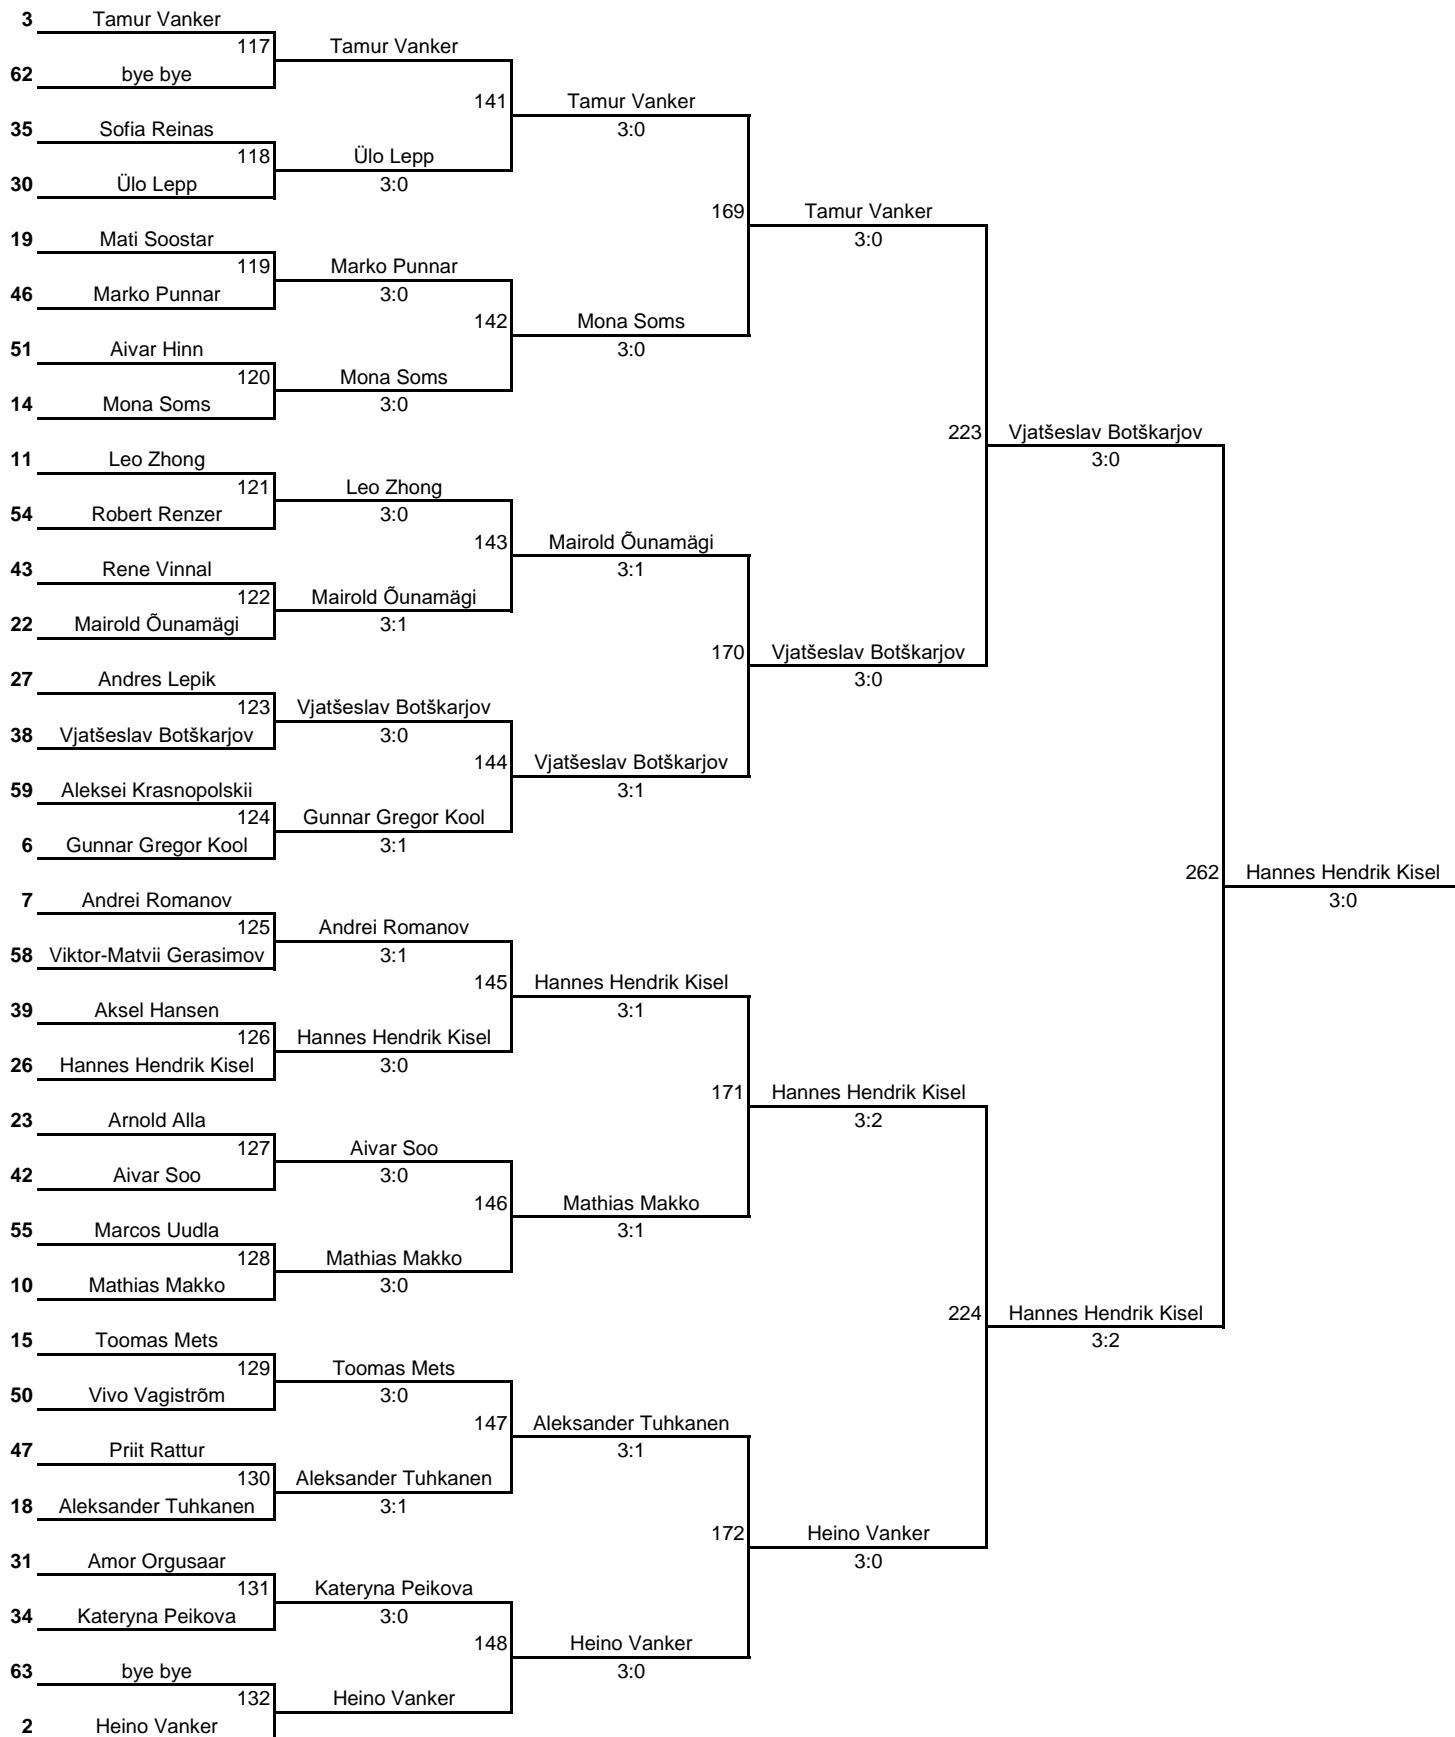 3 Tamur Vanker
117 Tamur Vanker
62 bye bye
141 Tamur Vanker
35 Sofia Reinas 3:0
118 Ülo Lepp
30 Ülo Lepp 3:0
169 Tamur Vanker
19 Mati Soostar 3:0
119 Marko Punnar
46 Marko Punnar 3:0
142 Mona Soms
51 Aivar Hinn 3:0
120 Mona Soms
14 Mona Soms 3:0
223 Vjatšeslav Botškarjov
11 Leo Zhong 3:0
121 Leo Zhong
54 Robert Renzer 3:0
143 Mairold Õunamägi
43 Rene Vinnal 3:1
122 Mairold Õunamägi
22 Mairold Õunamägi 3:1
170 Vjatšeslav Botškarjov
27 Andres Lepik 3:0
123 Vjatšeslav Botškarjov
38 Vjatšeslav Botškarjov 3:0
144 Vjatšeslav Botškarjov
59 Aleksei Krasnopolskii 3:1
124 Gunnar Gregor Kool
6 Gunnar Gregor Kool 3:1
262 Hannes Hendrik Kisel
7 Andrei Romanov 3:0
125 Andrei Romanov
58 Viktor-Matvii Gerasimov 3:1
145 Hannes Hendrik Kisel
39 Aksel Hansen 3:1
126 Hannes Hendrik Kisel
26 Hannes Hendrik Kisel 3:0
171 Hannes Hendrik Kisel
23 Arnold Alla 3:2
127 Aivar Soo
42 Aivar Soo 3:0
146 Mathias Makko
55 Marcos Uudla 3:1
128 Mathias Makko
10 Mathias Makko 3:0
224 Hannes Hendrik Kisel
15 Toomas Mets 3:2
129 Toomas Mets
50 Vivo Vagiström 3:0
147 Aleksander Tuhkanen
47 Priit Rattur 3:1
130 Aleksander Tuhkanen
18 Aleksander Tuhkanen 3:1
172 Heino Vanker
31 Amor Orgusaar 3:0
131 Kateryna Peikova
34 Kateryna Peikova 3:0
148 Heino Vanker
63 bye bye 3:0
132 Heino Vanker
2 Heino Vanker